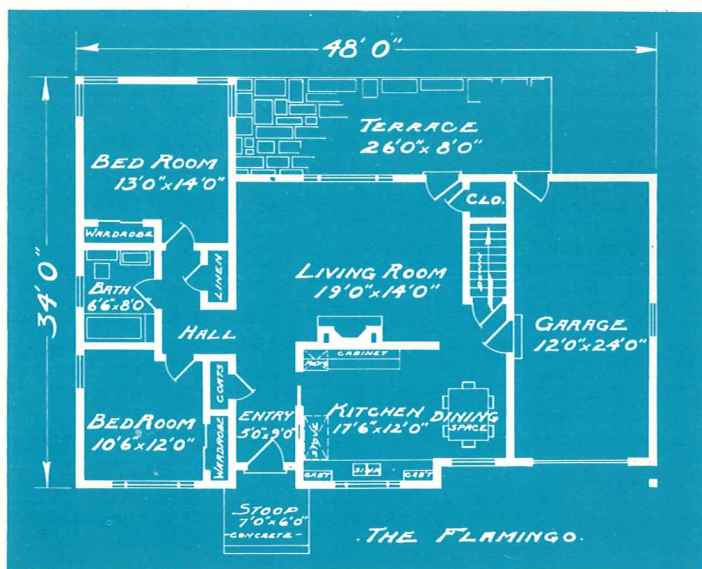 48'0"
TERRACE
26'0"x8'0"
BED ROOM
13'0"x14'0"
CLO.
WARDROBE
DOWN
34'0"
LINEN
BATH
6'6"x8'0"
LIVING ROOM
19'0"x14'0"
HALL
GARAGE
12'0"x24'0"
CABINET
COATS
BED ROOM
10'6"x12'0"
ENTRY
5'0"x9'0"
KITCHEN
17'6"x12'0"
DINING
SPACE
STOVE
WARDROBE
CABT
SINK
CABT
STOOP
7'0"x6'0"
-CONCRETE-
THE FLAMINGO.